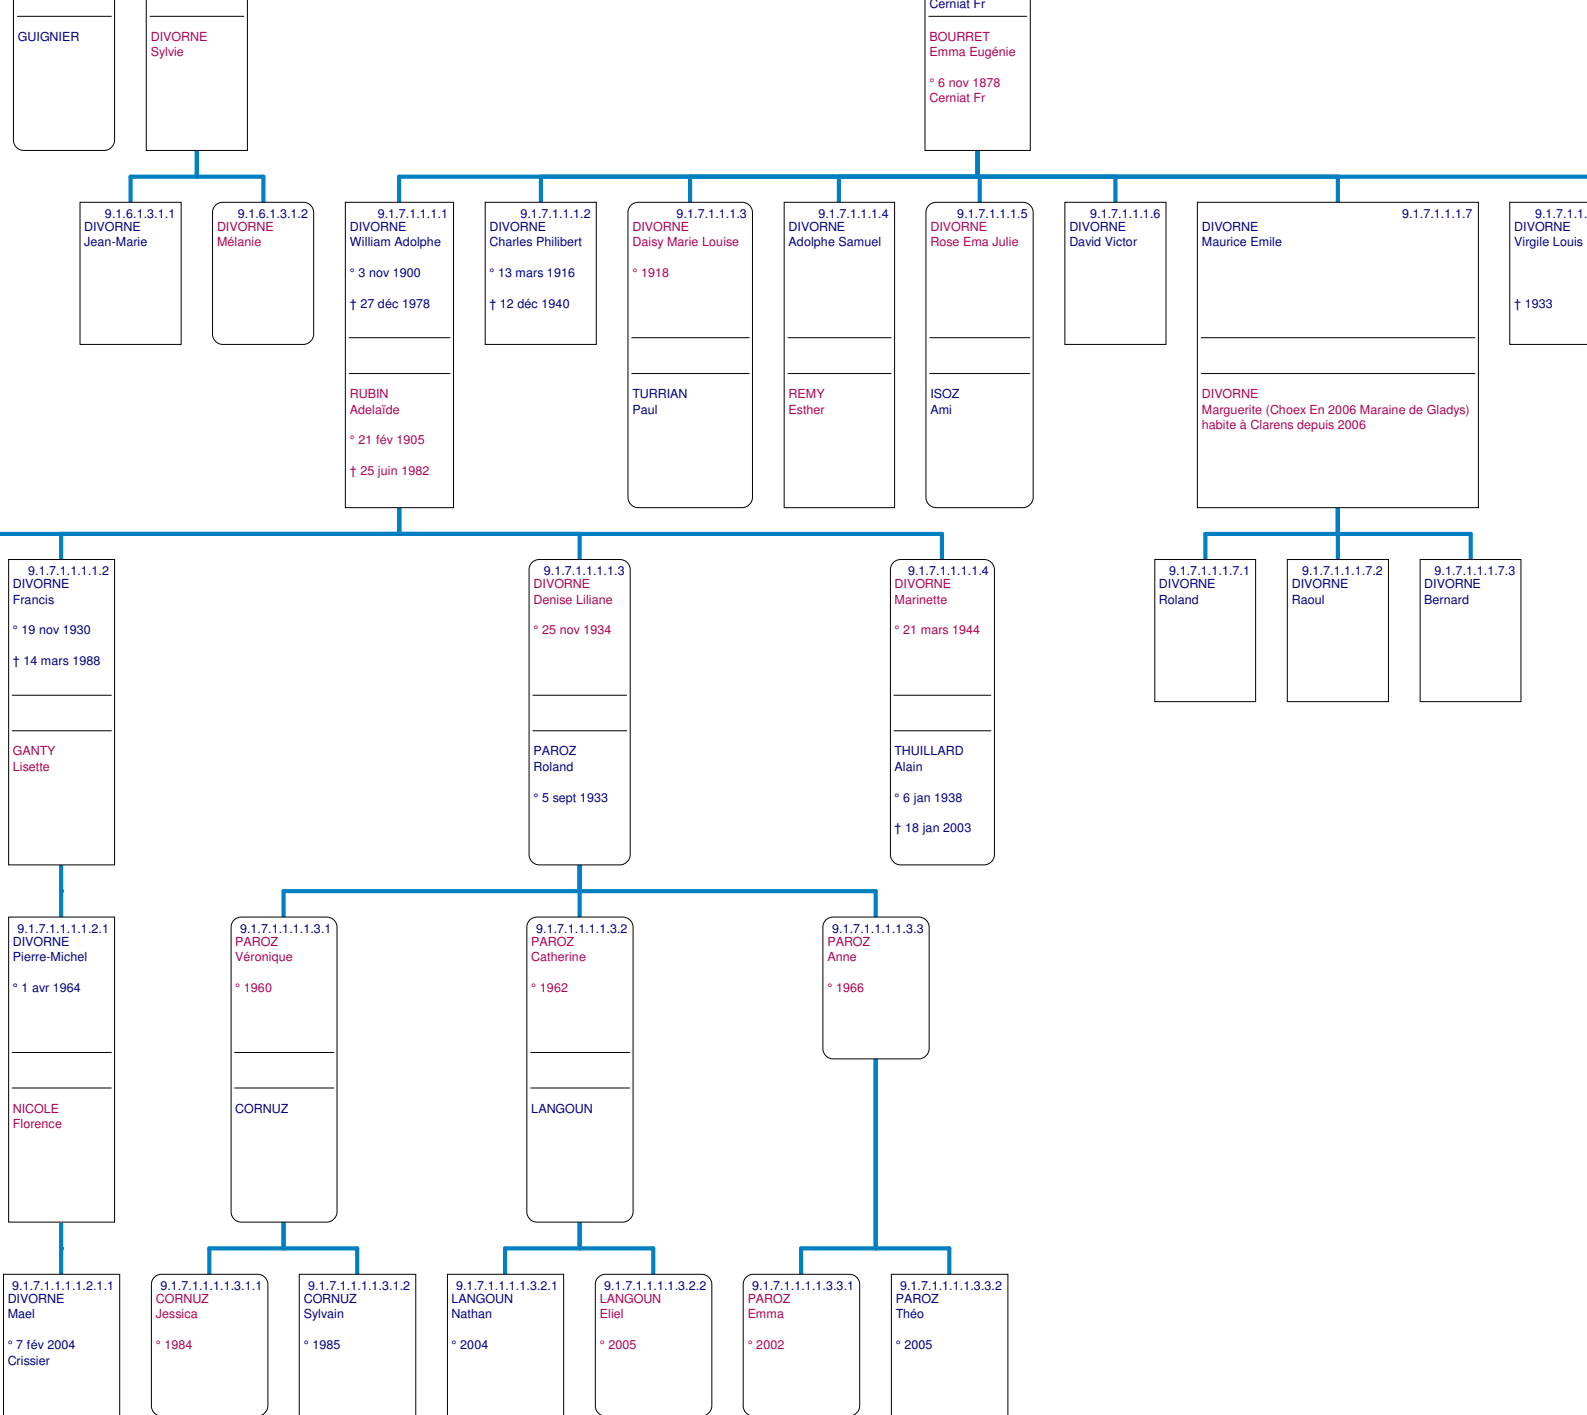 Cerniat Fr
GUIGNIER
DIVORNE
Sylvie
BOURRET
Emma Eugénie
° 6 nov 1878
Cerniat Fr
9.1.6.1.3.1.1
DIVORNE
Jean-Marie
9.1.6.1.3.1.2
DIVORNE
Mélanie
9.1.7.1.1.1.1
DIVORNE
William Adolphe
° 3 nov 1900
† 27 déc 1978
RUBIN
Adelaïde
° 21 fév 1905
† 25 juin 1982
9.1.7.1.1.1.2
DIVORNE
Charles Philibert
° 13 mars 1916
† 12 déc 1940
9.1.7.1.1.1.3
DIVORNE
Daisy Marie Louise
° 1918
TURRIAN
Paul
9.1.7.1.1.1.4
DIVORNE
Adolphe Samuel
REMY
Esther
9.1.7.1.1.1.5
DIVORNE
Rose Ema Julie
ISOZ
Ami
9.1.7.1.1.1.6
DIVORNE
David Victor
9.1.7.1.1.1.7
DIVORNE
Maurice Emile
DIVORNE
Marguerite (Choex En 2006 Maraine de Gladys)
habite à Clarens depuis 2006
9.1.7.1.1.1.
DIVORNE
Virgile Louis
† 1933
9.1.7.1.1.1.1.2
DIVORNE
Francis
° 19 nov 1930
† 14 mars 1988
GANTY
Lisette
9.1.7.1.1.1.1.3
DIVORNE
Denise Liliane
° 25 nov 1934
PAROZ
Roland
° 5 sept 1933
9.1.7.1.1.1.1.4
DIVORNE
Marinette
° 21 mars 1944
THUILLARD
Alain
° 6 jan 1938
† 18 jan 2003
9.1.7.1.1.1.7.1
DIVORNE
Roland
9.1.7.1.1.1.7.2
DIVORNE
Raoul
9.1.7.1.1.1.7.3
DIVORNE
Bernard
9.1.7.1.1.1.1.2.1
DIVORNE
Pierre-Michel
° 1 avr 1964
NICOLE
Florence
9.1.7.1.1.1.1.3.1
PAROZ
Véronique
° 1960
CORNUZ
9.1.7.1.1.1.1.3.2
PAROZ
Catherine
° 1962
LANGOUN
9.1.7.1.1.1.1.3.3
PAROZ
Anne
° 1966
9.1.7.1.1.1.1.2.1.1
DIVORNE
Mael
° 7 fév 2004
Crissier
9.1.7.1.1.1.1.3.1.1
CORNUZ
Jessica
° 1984
9.1.7.1.1.1.1.3.1.2
CORNUZ
Sylvain
° 1985
9.1.7.1.1.1.1.3.2.1
LANGOUN
Nathan
° 2004
9.1.7.1.1.1.1.3.2.2
LANGOUN
Eliel
° 2005
9.1.7.1.1.1.1.3.3.1
PAROZ
Emma
° 2002
9.1.7.1.1.1.1.3.3.2
PAROZ
Théo
° 2005